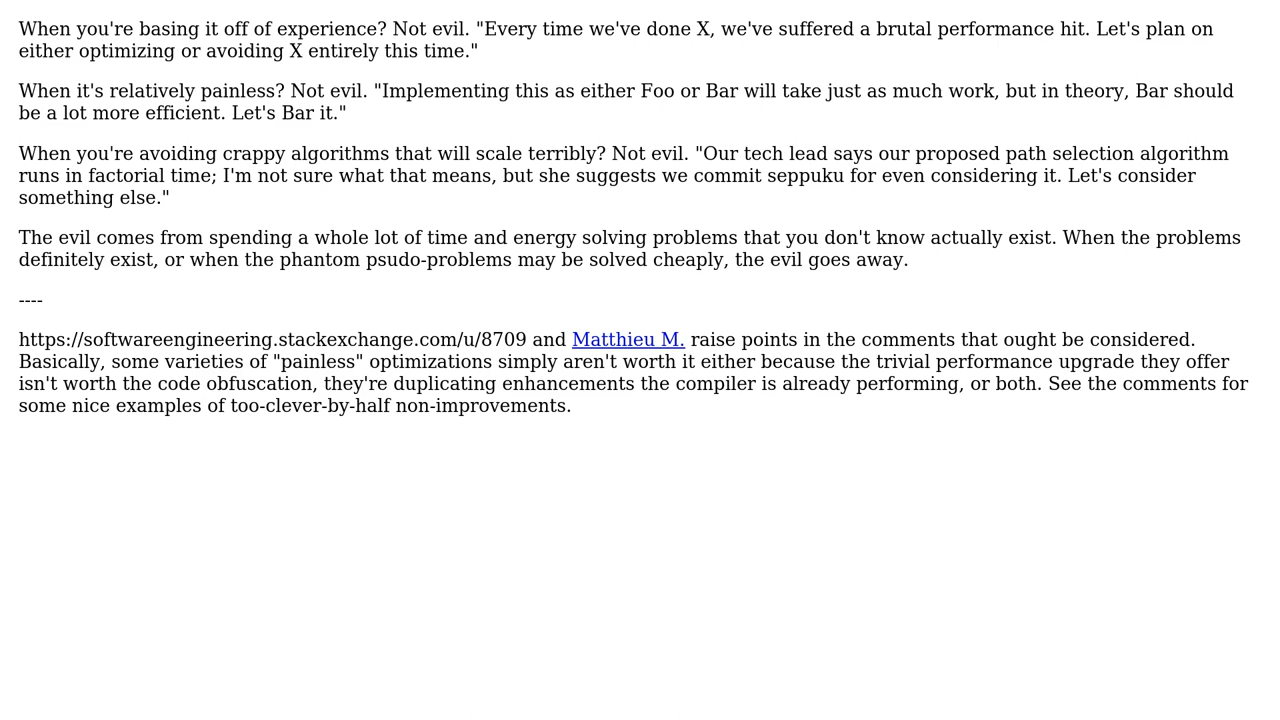 When you're basing it off of experience? Not evil. "Every time we've done X, we've suffered a brutal performance hit. Let's plan on
either optimizing or avoiding X entirely this time."
When it's relatively painless? Not evil. "Implementing this as either Foo or Bar will take just as much work, but in theory, Bar should
be a lot more efficient. Let's Bar it."
When you're avoiding crappy algorithms that will scale terribly? Not evil. "Our tech lead says our proposed path selection algorithm
runs in factorial time; I'm not sure what that means, but she suggests we commit seppuku for even considering it. Let's consider
something else."
The evil comes from spending a whole lot of time and energy solving problems that you don't know actually exist. When the problems
definitely exist, or when the phantom psudo-problems may be solved cheaply, the evil goes away.
----
https://softwareengineering.stackexchange.com/u/8709 and Matthieu M. raise points in the comments that ought be considered.
Basically, some varieties of "painless" optimizations simply aren't worth it either because the trivial performance upgrade they offer
isn't worth the code obfuscation, they're duplicating enhancements the compiler is already performing, or both. See the comments for
some nice examples of too-clever-by-half non-improvements.